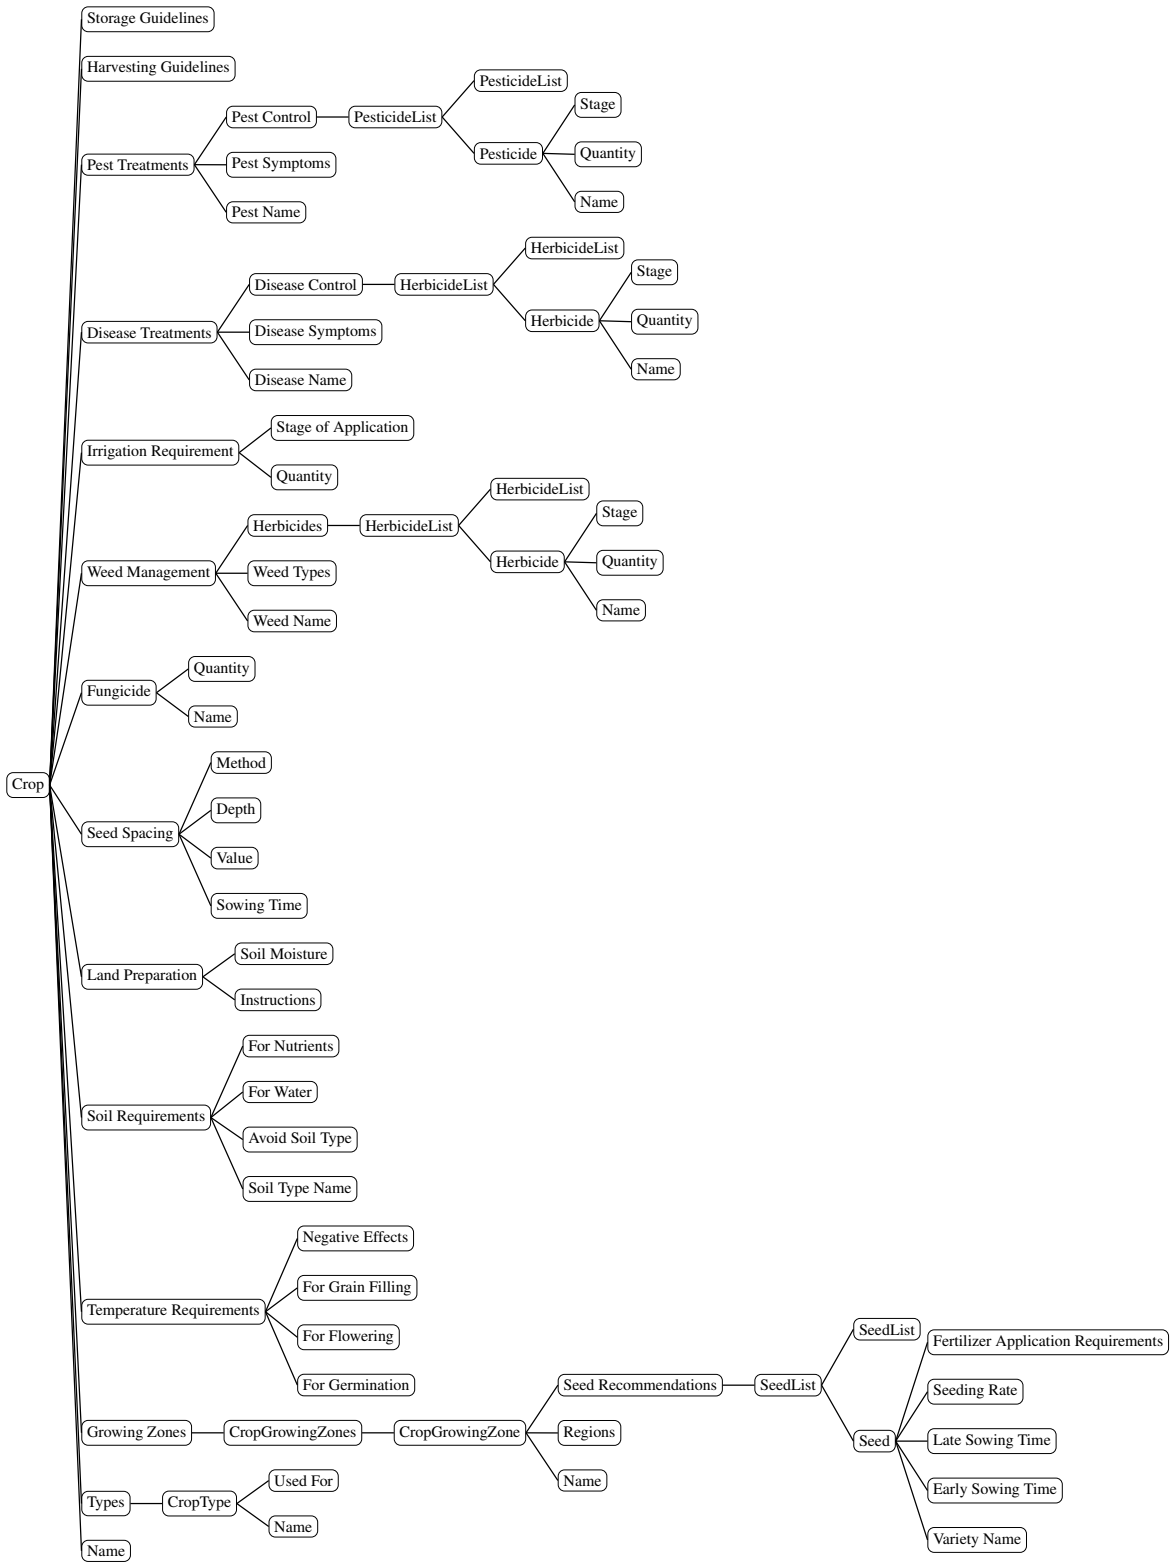 Storage Guidelines
Harvesting Guidelines
PesticideList
Stage
Pest Control
PesticideList
Pesticide
Quantity
Pest Treatments
Pest Symptoms
Name
Pest Name
HerbicideList
Stage
Disease Control
HerbicideList
Herbicide
Quantity
Disease Treatments
Disease Symptoms
Name
Disease Name
Stage of Application
Irrigation Requirement
Quantity
HerbicideList
Stage
Herbicides
HerbicideList
Herbicide
Quantity
Weed Management
Weed Types
Name
Weed Name
Quantity
Fungicide
Name
Method
Crop
Depth
Seed Spacing
Value
Sowing Time
Soil Moisture
Land Preparation
Instructions
For Nutrients
For Water
Soil Requirements
Avoid Soil Type
Soil Type Name
Negative Effects
For Grain Filling
Temperature Requirements
For Flowering
SeedList
Fertilizer Application Requirements
For Germination
Seed Recommendations
SeedList
Seeding Rate
Growing Zones
CropGrowingZones
CropGrowingZone
Regions
Seed
Late Sowing Time
Used For
Name
Early Sowing Time
Types
CropType
Name
Variety Name
Name